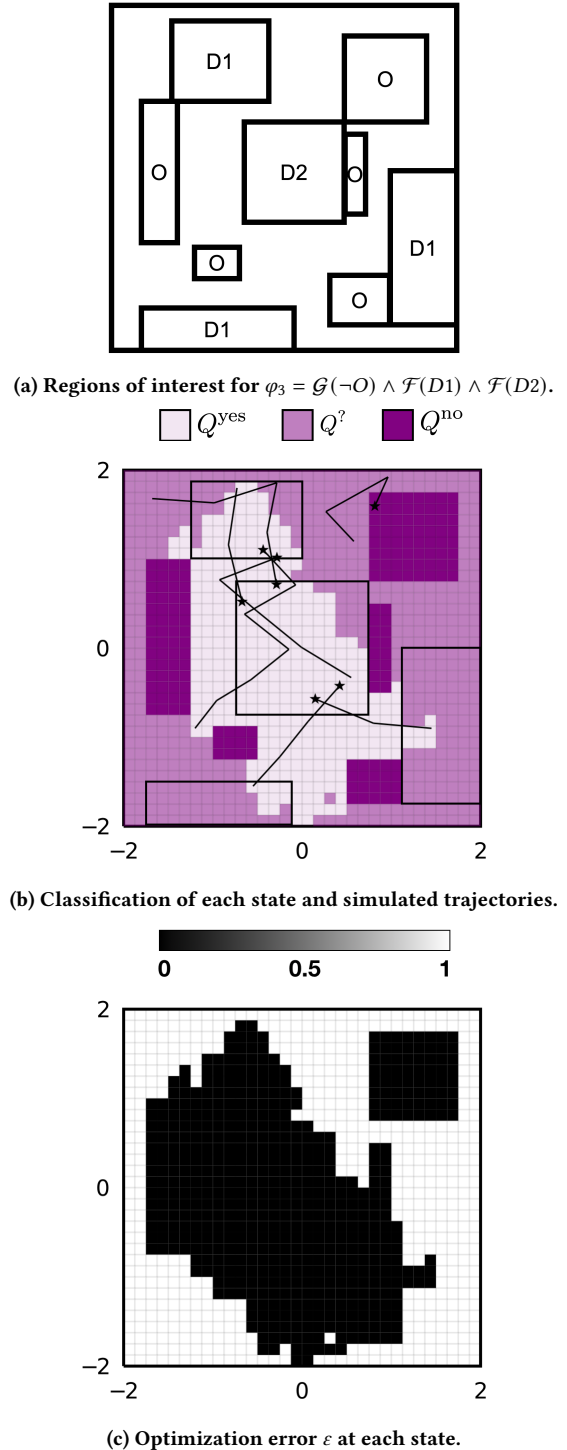 D1
O
O
D2
O
D1
O
O
D1
(a) Regions of interest for φ₃ = 𝒢(¬O) ∧ ℱ(D1) ∧ ℱ(D2).
Q^yes Q^? Q^no
2
0
−2
−2 0 2
(b) Classification of each state and simulated trajectories.
0 0.5 1
2
0
−2
−2 0 2
(c) Optimization error ε at each state.